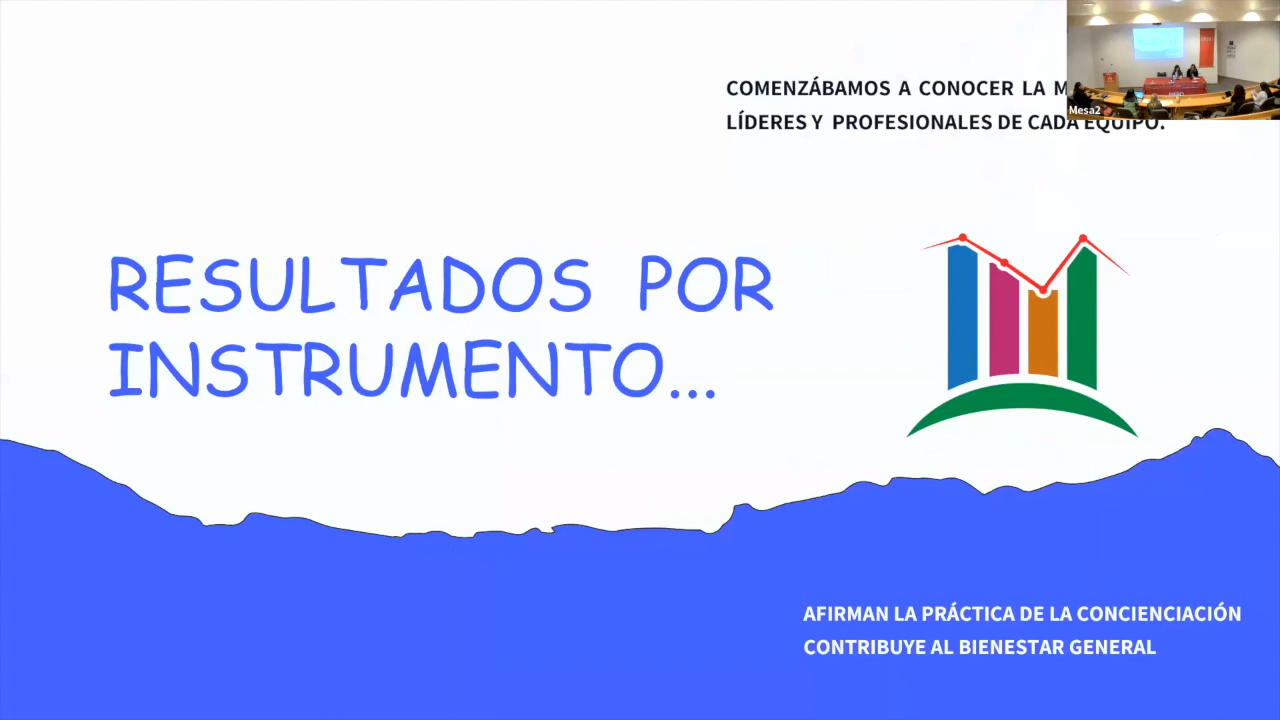 COMENZÁBAMOS A CONOCER LA
LÍDERES Y PROFESIONALES DE CADA EQUIPO.
Mesa2
RESULTADOS POR
INSTRUMENTO...
AFIRMAN LA PRÁCTICA DE LA CONCIENCIACIÓN
CONTRIBUYE AL BIENESTAR GENERAL